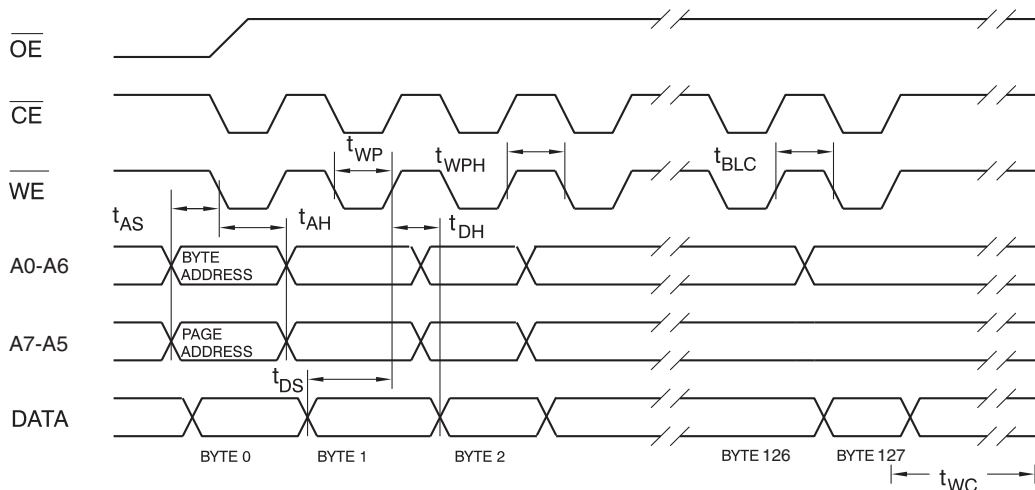 OE
CE
tWP
tWPH
tBLC
WE
tAS
tAH
tDH
A0-A6
BYTE
ADDRESS
A7-A5
PAGE
ADDRESS
tDS
DATA
BYTE 0
BYTE 1
BYTE 2
BYTE 126
BYTE 127
tWC